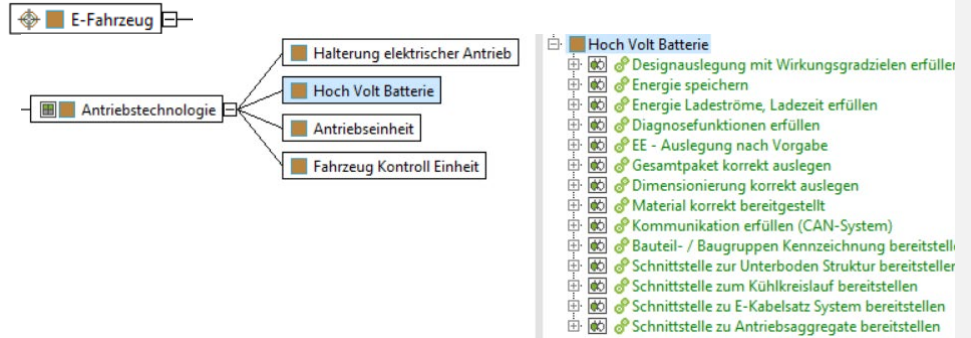 E-Fahrzeug
Antriebstechnologie
Halterung elektrischer Antrieb
Hoch Volt Batterie
Antriebseinheit
Fahrzeug Kontroll Einheit
Hoch Volt Batterie
Designauslegung mit Wirkungsgradzielen erfüller
Energie speichern
Energie Ladeströme, Ladezeit erfüllen
Diagnosefunktionen erfüllen
EE - Auslegung nach Vorgabe
Gesamtpaket korrekt auslegen
Dimensionierung korrekt auslegen
Material korrekt bereitgestellt
Kommunikation erfüllen (CAN-System)
Bauteil- / Baugruppen Kennzeichnung bereitstell
Schnittstelle zur Unterboden Struktur bereitsteller
Schnittstelle zum Kühlkreislauf bereitstellen
Schnittstelle zu E-Kabelsatz System bereitstellen
Schnittstelle zu Antriebsaggregate bereitstellen